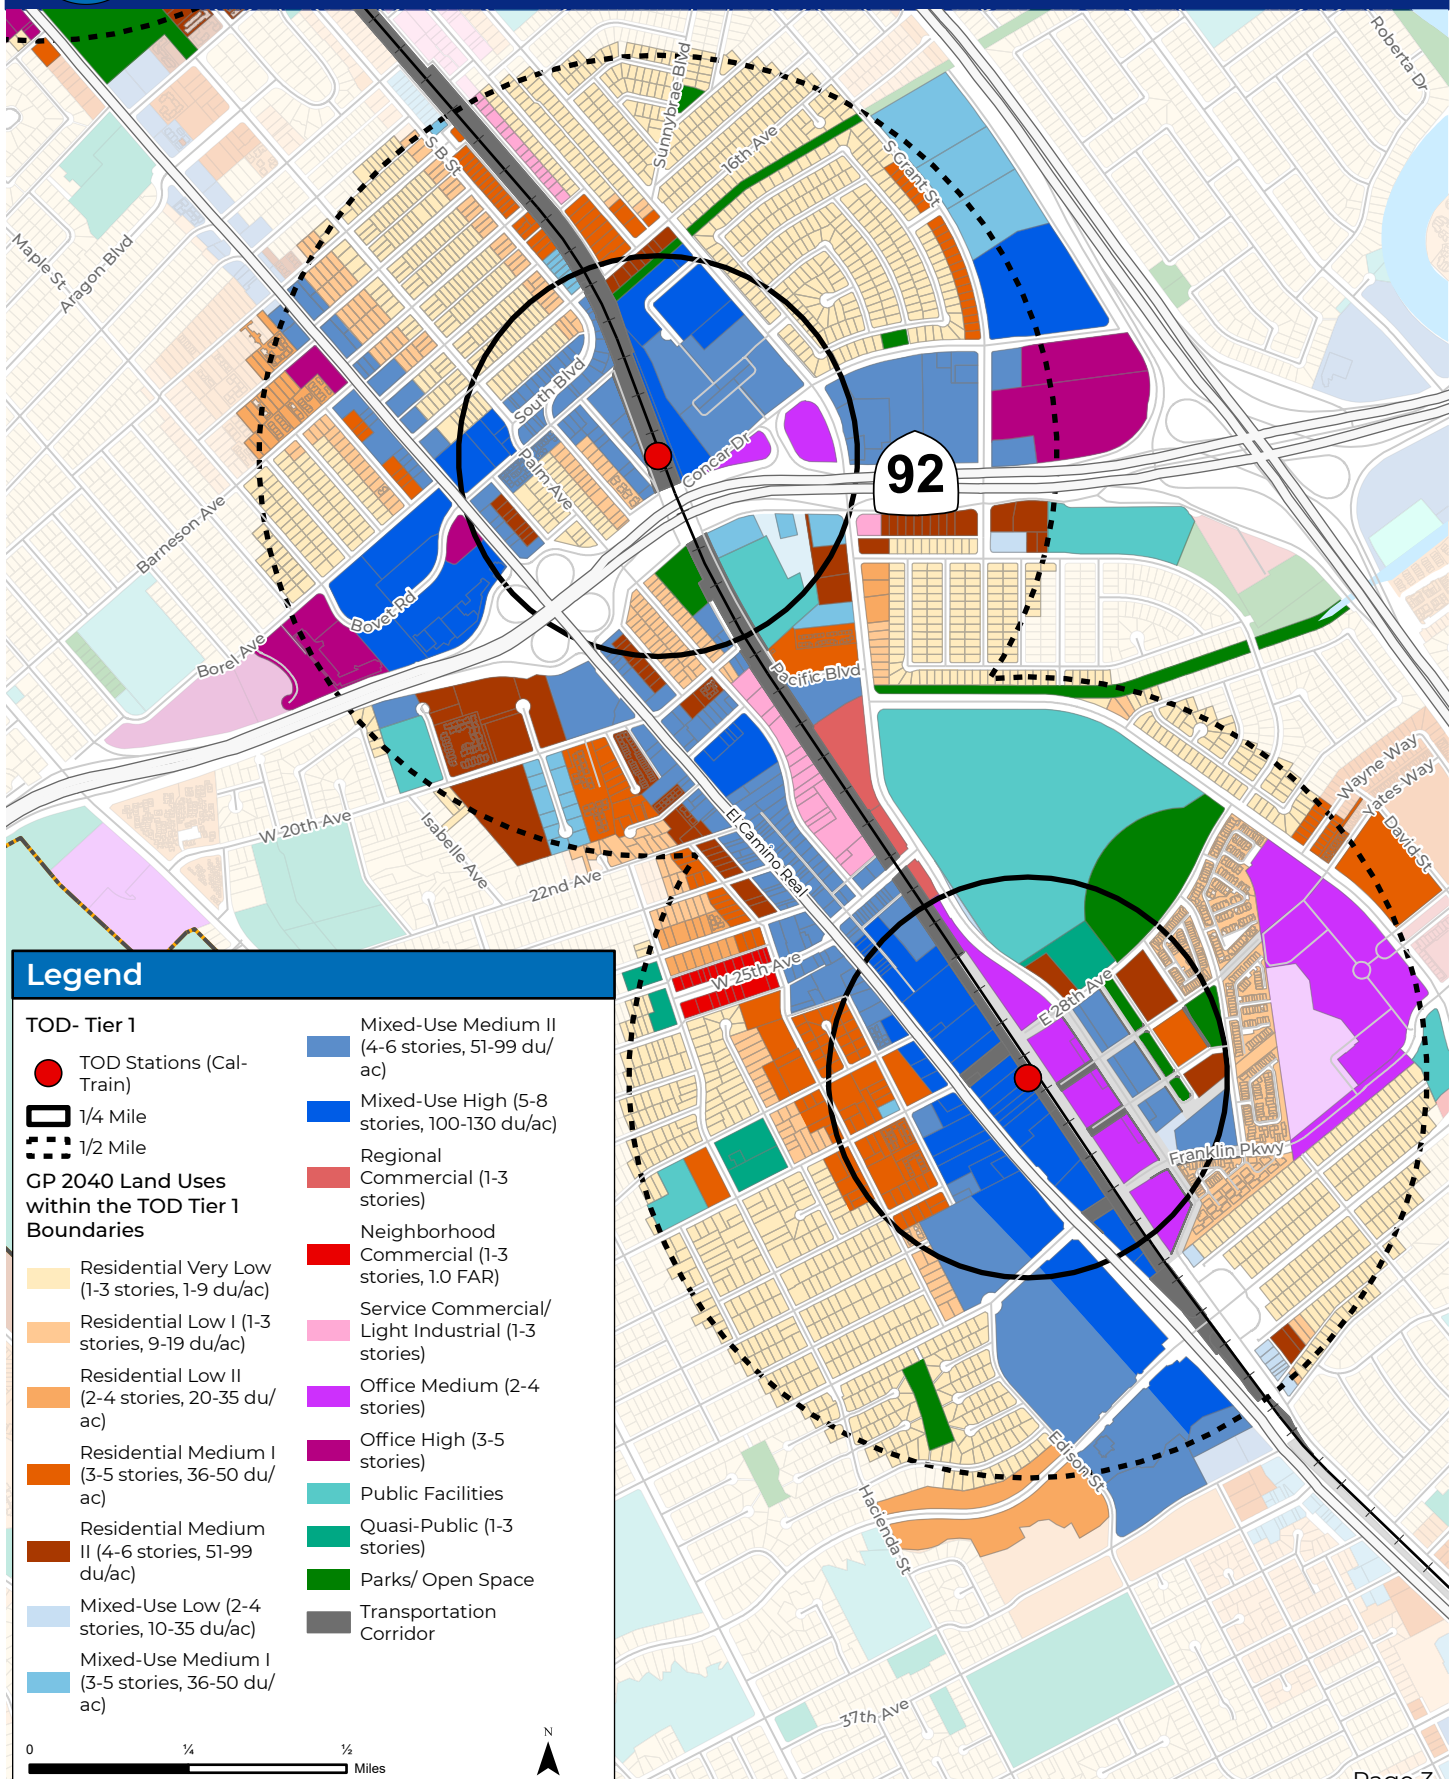 Roberta Dr
Sunnybrae Blvd
16th Ave
S B St
S Grant St
Maple St
Aragon Blvd
South Blvd
Palm Ave
Concar Dr
92
Barneson Ave
Bovet Rd
Borel Ave
Pacific Blvd
Wayne Way
Yates Way
David St
W 20th Ave
Isabelle Ave
22nd Ave
El Camino Real
W 25th Ave
E 28th Ave
Franklin Pkwy
Edison St
Hacienda St
37th Ave
Legend
TOD- Tier 1
TOD Stations (Cal-
Train)
1/4 Mile
1/2 Mile
GP 2040 Land Uses
within the TOD Tier 1
Boundaries
Residential Very Low
(1-3 stories, 1-9 du/ac)
Residential Low I (1-3
stories, 9-19 du/ac)
Residential Low II
(2-4 stories, 20-35 du/
ac)
Residential Medium I
(3-5 stories, 36-50 du/
ac)
Residential Medium
II (4-6 stories, 51-99
du/ac)
Mixed-Use Low (2-4
stories, 10-35 du/ac)
Mixed-Use Medium I
(3-5 stories, 36-50 du/
ac)
Mixed-Use Medium II
(4-6 stories, 51-99 du/
ac)
Mixed-Use High (5-8
stories, 100-130 du/ac)
Regional
Commercial (1-3
stories)
Neighborhood
Commercial (1-3
stories, 1.0 FAR)
Service Commercial/
Light Industrial (1-3
stories)
Office Medium (2-4
stories)
Office High (3-5
stories)
Public Facilities
Quasi-Public (1-3
stories)
Parks/ Open Space
Transportation
Corridor
0 ¼ ½
Miles
N
Page 3